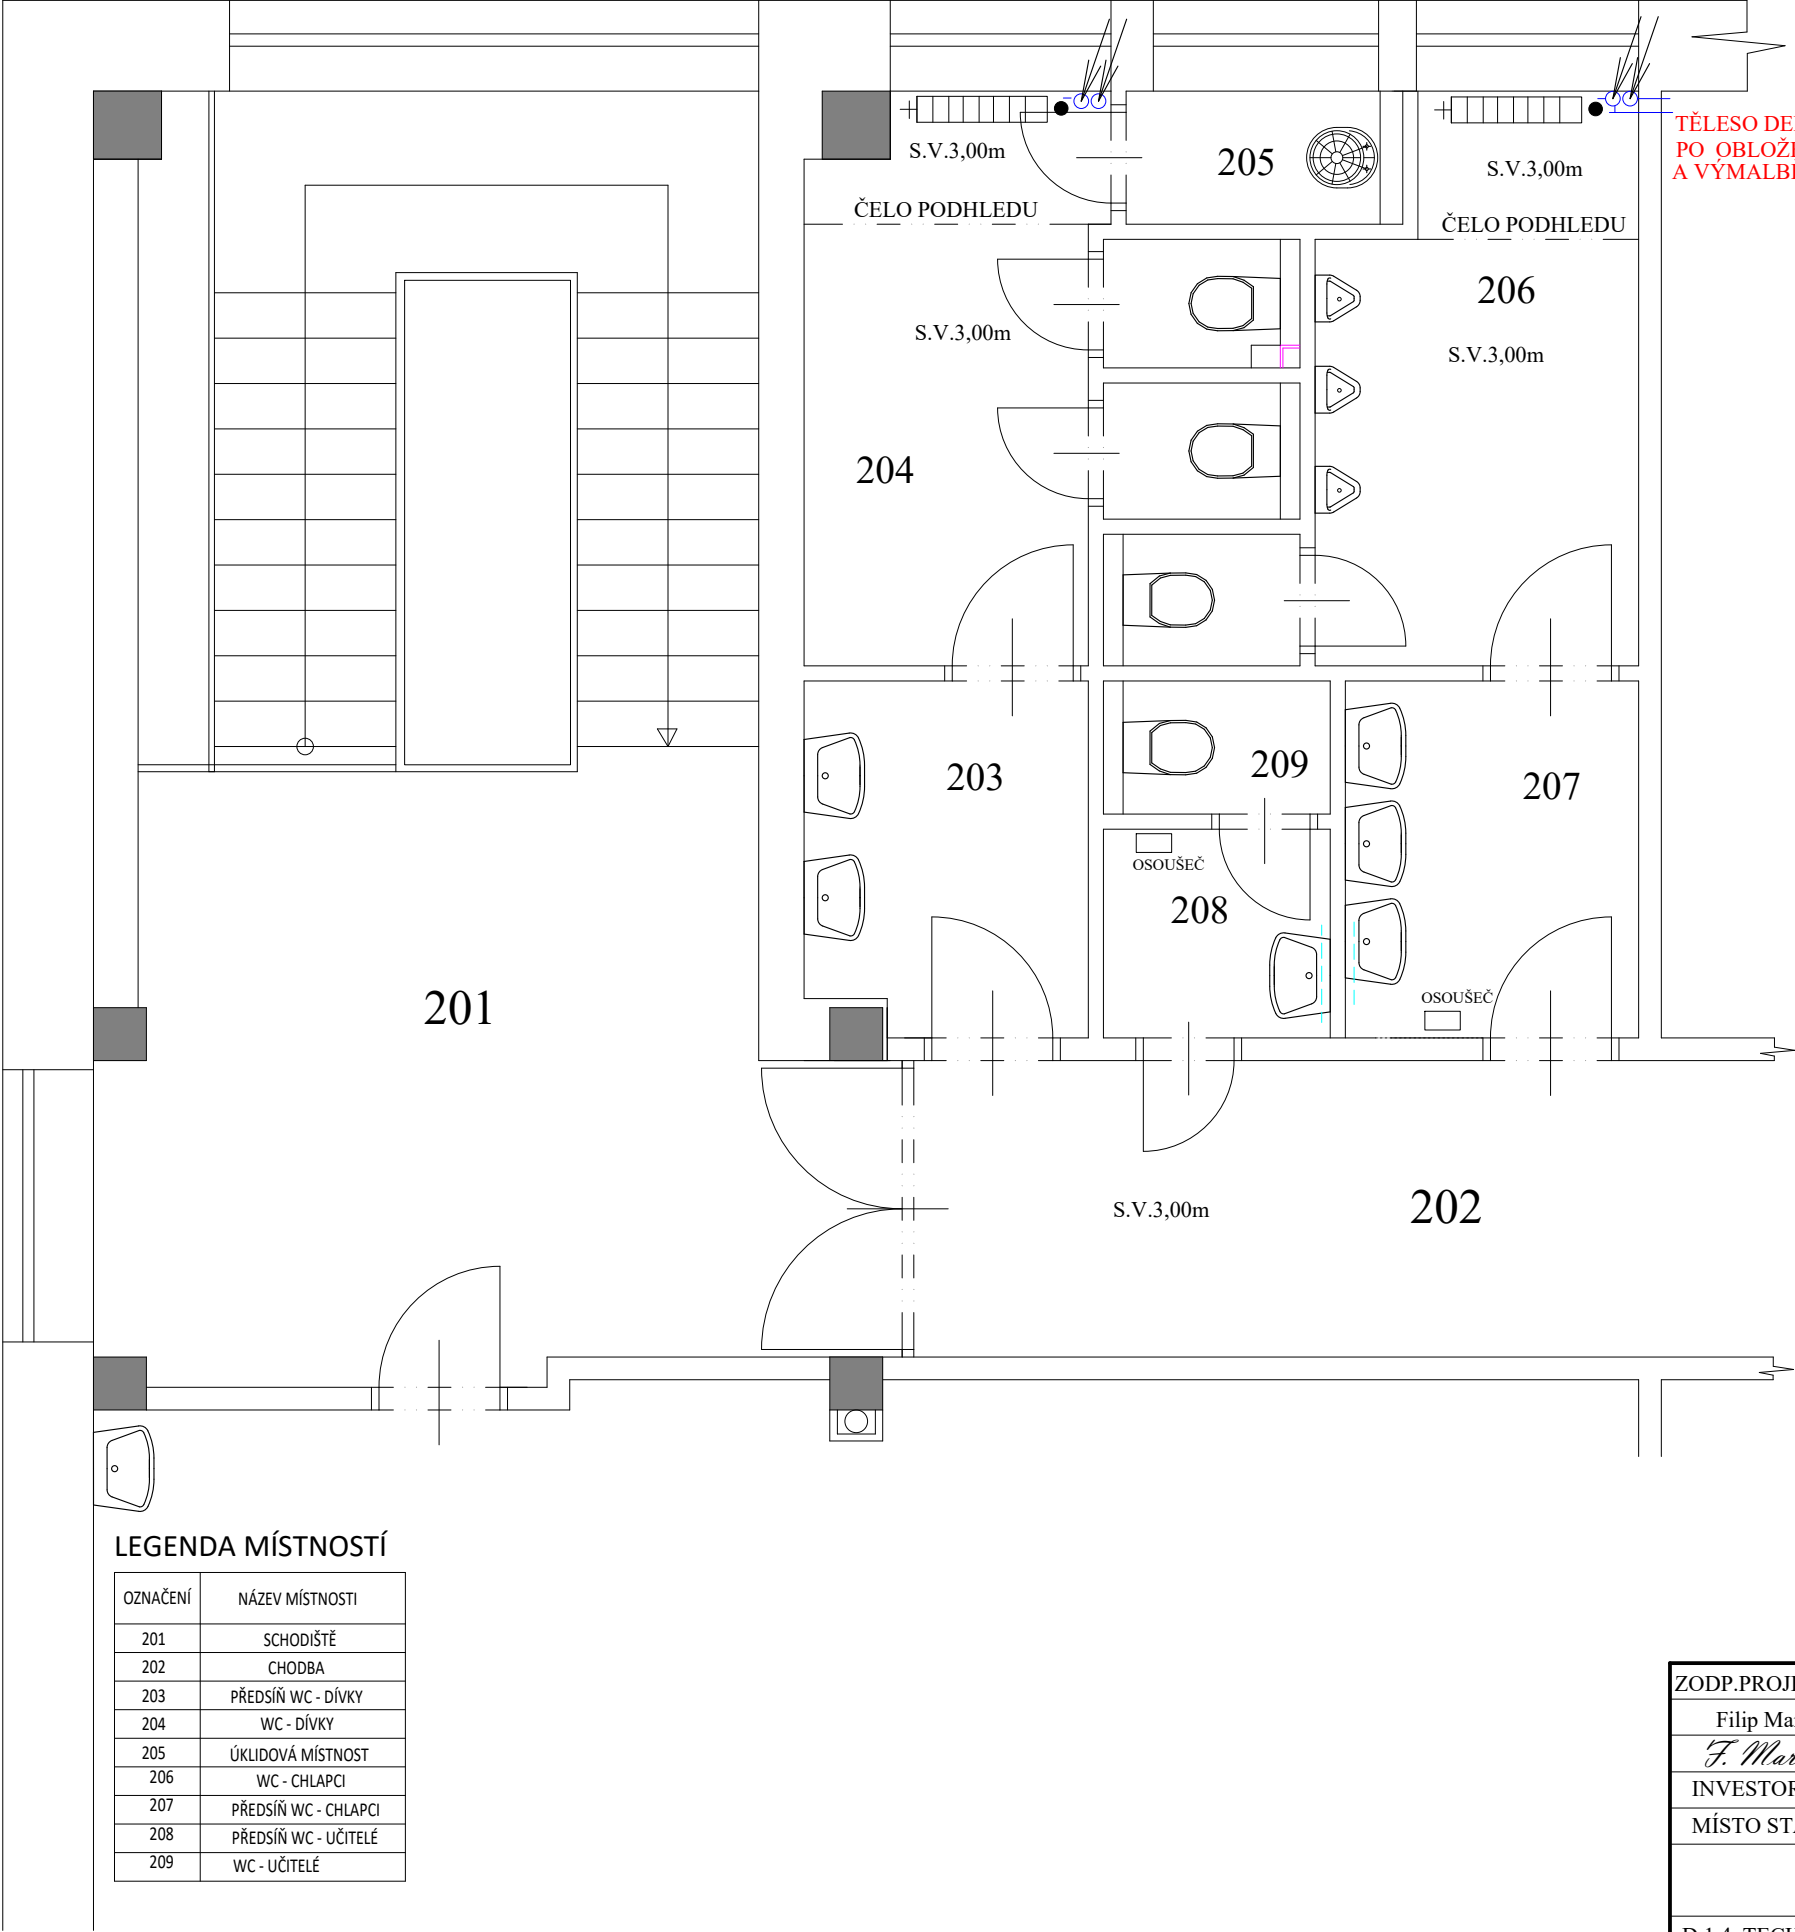 S.V.3,00m
205
S.V.3,00m
TĚLESO
PO OBLOŽ
A VÝMALB
ČELO PODHLEDU
ČELO PODHLEDU
206
S.V.3,00m
S.V.3,00m
204
203
209
207
OSOUŠEČ
208
OSOUŠEČ
201
S.V.3,00m
202
LEGENDA MÍSTNOSTÍ
OZNAČENÍ NÁZEV MÍSTNOSTI
201 SCHODIŠTĚ
202 CHODBA
203 PŘEDSÍŇ WC - DÍVKY
204 WC - DÍVKY
205 ÚKLIDOVÁ MÍSTNOST
206 WC - CHLAPCI
207 PŘEDSÍŇ WC - CHLAPCI
208 PŘEDSÍŇ WC - UČITELÉ
209 WC - UČITELÉ
ZODP.PROJ
Filip Ma
F. Ma
INVESTOR
MÍSTO STA